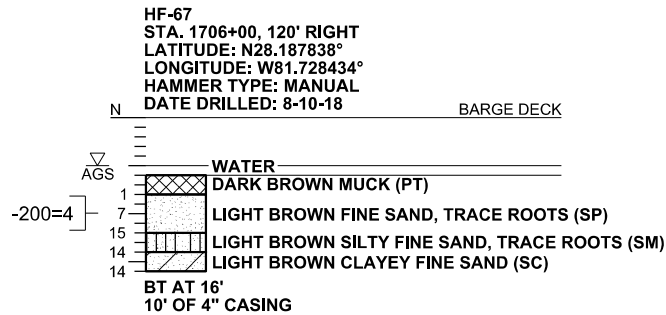 HF-67
STA. 1706+00, 120' RIGHT
LATITUDE: N28.187838°
LONGITUDE: W81.728434°
HAMMER TYPE: MANUAL
DATE DRILLED: 8-10-18
N
BARGE DECK
AGS
WATER
DARK BROWN MUCK (PT)
1
-200=4
7
LIGHT BROWN FINE SAND, TRACE ROOTS (SP)
15
LIGHT BROWN SILTY FINE SAND, TRACE ROOTS (SM)
14
LIGHT BROWN CLAYEY FINE SAND (SC)
14
BT AT 16'
10' OF 4" CASING